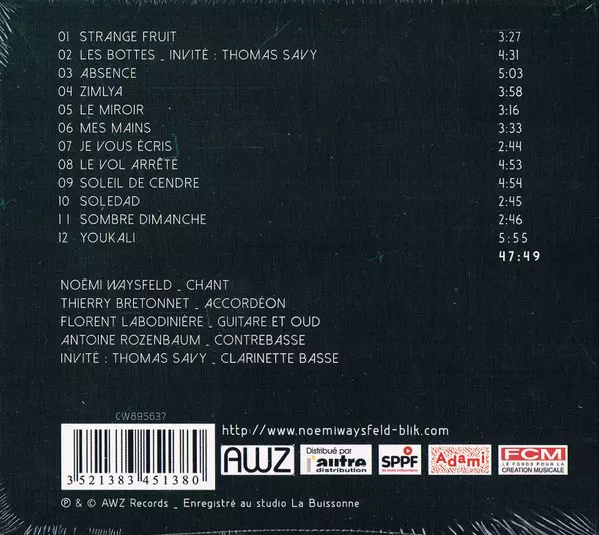 01 STRANGE FRUIT 3:27
02 LES BOTTES _ INVITÉ : THOMAS SAVY 4:31
03 ABSENCE 5:03
04 ZIMLYA 3:58
05 LE MIROIR 3:16
06 MES MAINS 3:33
07 JE VOUS ÉCRIS 2:44
08 LE VOL ARRÊTÉ 4:53
09 SOLEIL DE CENDRE 4:54
10 SOLEDAD 2:45
11 SOMBRE DIMANCHE 2:46
12 YOUKALI 5:55
47:49
NOËMI WAYSFELD _ CHANT
THIERRY BRETONNET _ ACCORDÉON
FLORENT LABODINIÈRE _ GUITARE ET OUD
ANTOINE ROZENBAUM _ CONTREBASSE
INVITÉ : THOMAS SAVY _ CLARINETTE BASSE
CW895637
3 521383 451380
http://www.noemiwaysfeld-blik.com
AWZ
Distribué par
l'autre
distribution
SPPF
Adami
FCM
LE FONDS POUR LA
CREATION MUSICALE
℗ & © AWZ Records _ Enregistré au studio La Buissonne